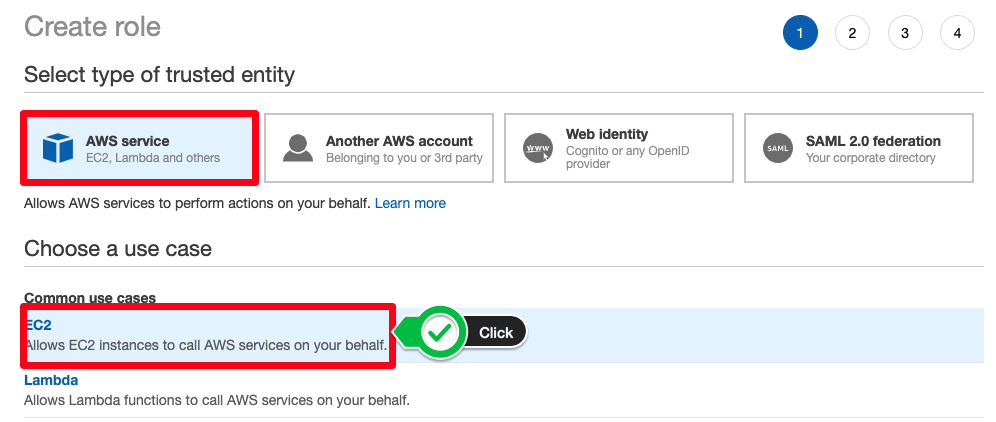 Create role
1 2 3 4
Select type of trusted entity
AWS service
EC2, Lambda and others
Another AWS account
Belonging to you or 3rd party
Web identity
Cognito or any OpenID
provider
SAML 2.0 federation
Your corporate directory
WWW
SAML
Allows AWS services to perform actions on your behalf. Learn more
Choose a use case
Common use cases
EC2
Allows EC2 instances to call AWS services on your behalf.
Click
Lambda
Allows Lambda functions to call AWS services on your behalf.